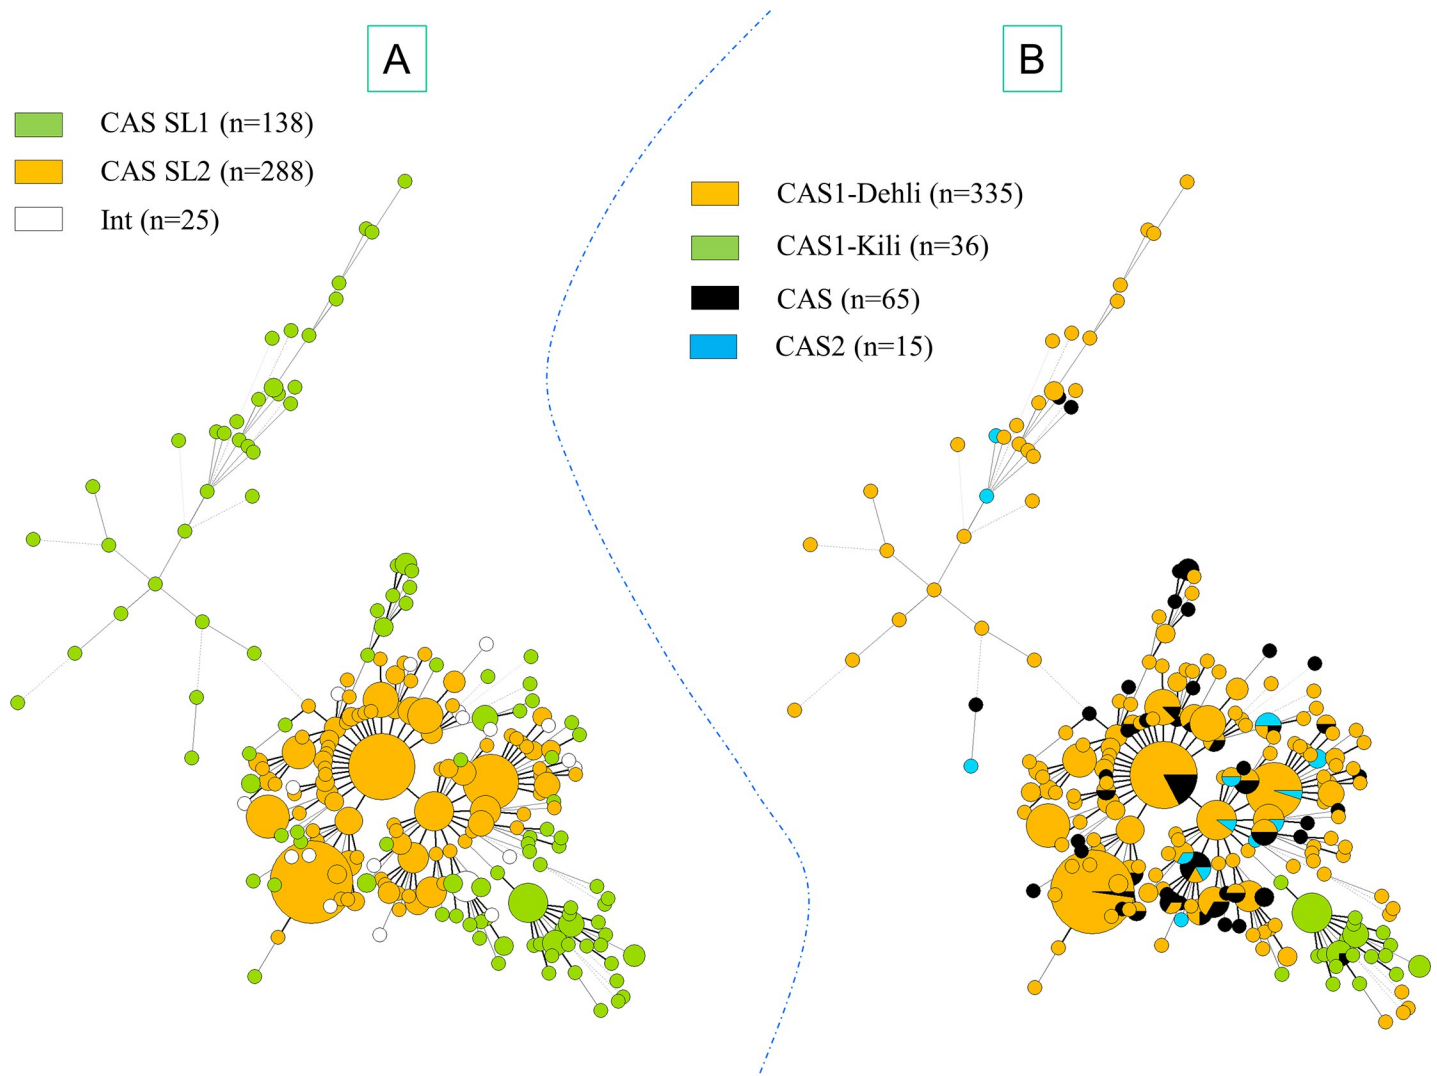 A
CAS SL1 (n=138)
CAS SL2 (n=288)
Int (n=25)
B
CAS1-Dehli (n=335)
CAS1-Kili (n=36)
CAS (n=65)
CAS2 (n=15)